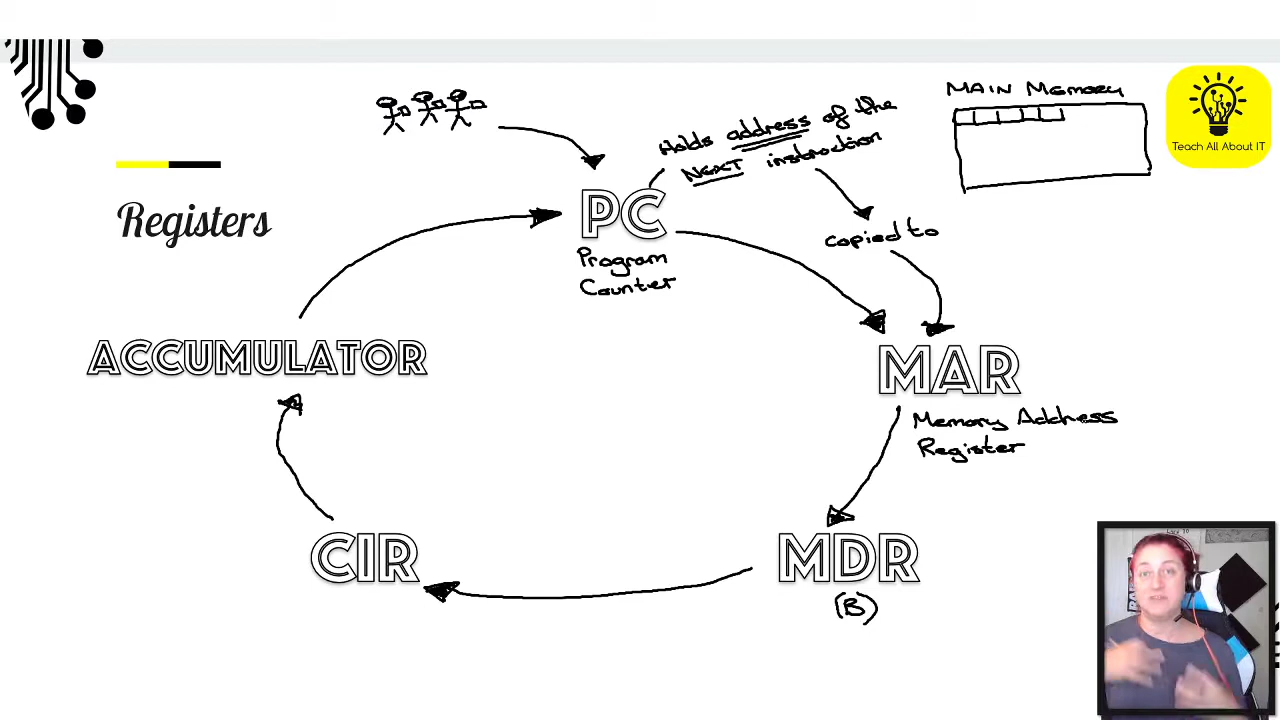 MAIN MEMORY
Teach All About IT
Holds address of the
NEXT instruction
Registers
PC
Program
Counter
copied to
ACCUMULATOR
MAR
Memory Address
Register
CIR
MDR
(B)